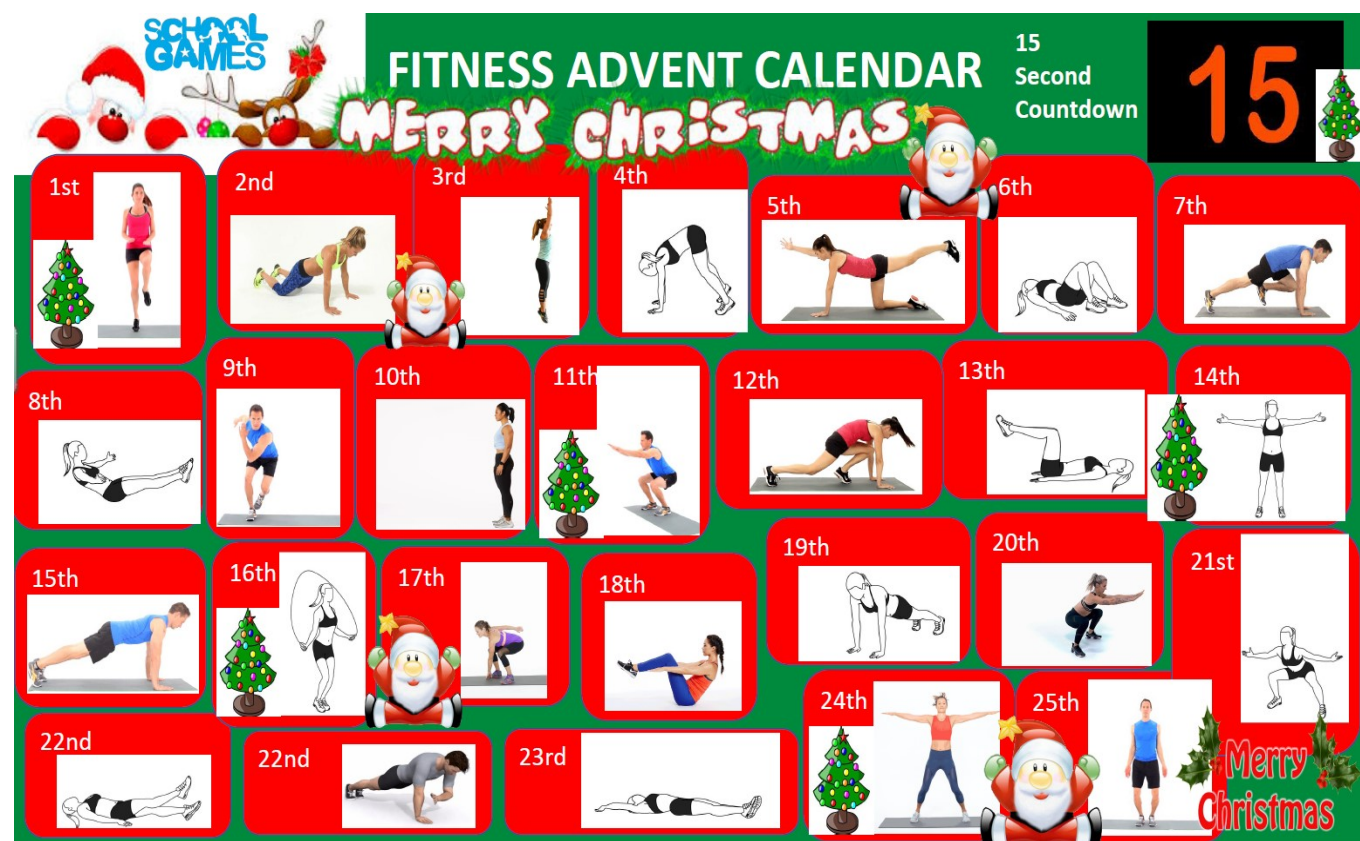 SCHOOL
GAMES
FITNESS ADVENT CALENDAR
MERRY CHRISTMAS
15
Second
Countdown
15
1st
2nd
3rd
4th
5th
6th
7th
8th
9th
10th
11th
12th
13th
14th
15th
16th
17th
18th
19th
20th
21st
22nd
22nd
23rd
24th
25th
Merry
Christmas